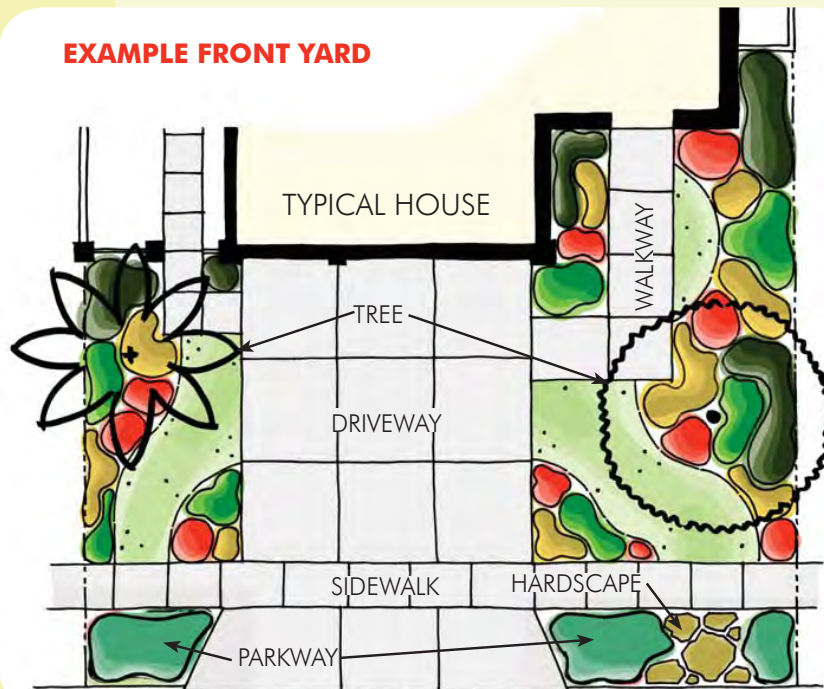 EXAMPLE FRONT YARD
TYPICAL HOUSE
WALKWAY
TREE
DRIVEWAY
SIDEWALK
HARDSCAPE
PARKWAY